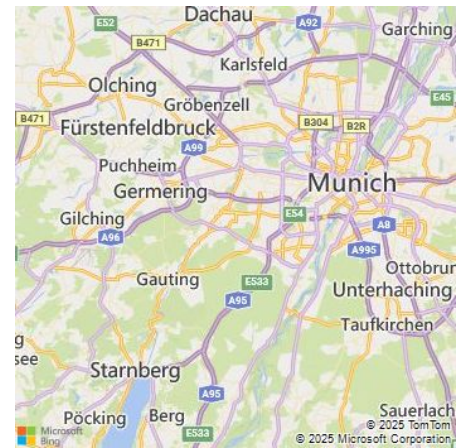 Dachau
E52
A92
Garching
B471
Karlsfeld
Olching
E45
Gröbenzell
B471
B304
B2R
Fürstenfeldbruck
A99
Puchheim
Munich
Germering
Gilching
E54
A8
A96
A995
Ottobrun
Gauting
E533
Unterhaching
A95
Taufkirchen
g
see
Starnberg
A95
Sauerlach
Pöcking
Berg
E533
Microsoft
Bing
© 2025 TomTom
© 2025 Microsoft Corporation